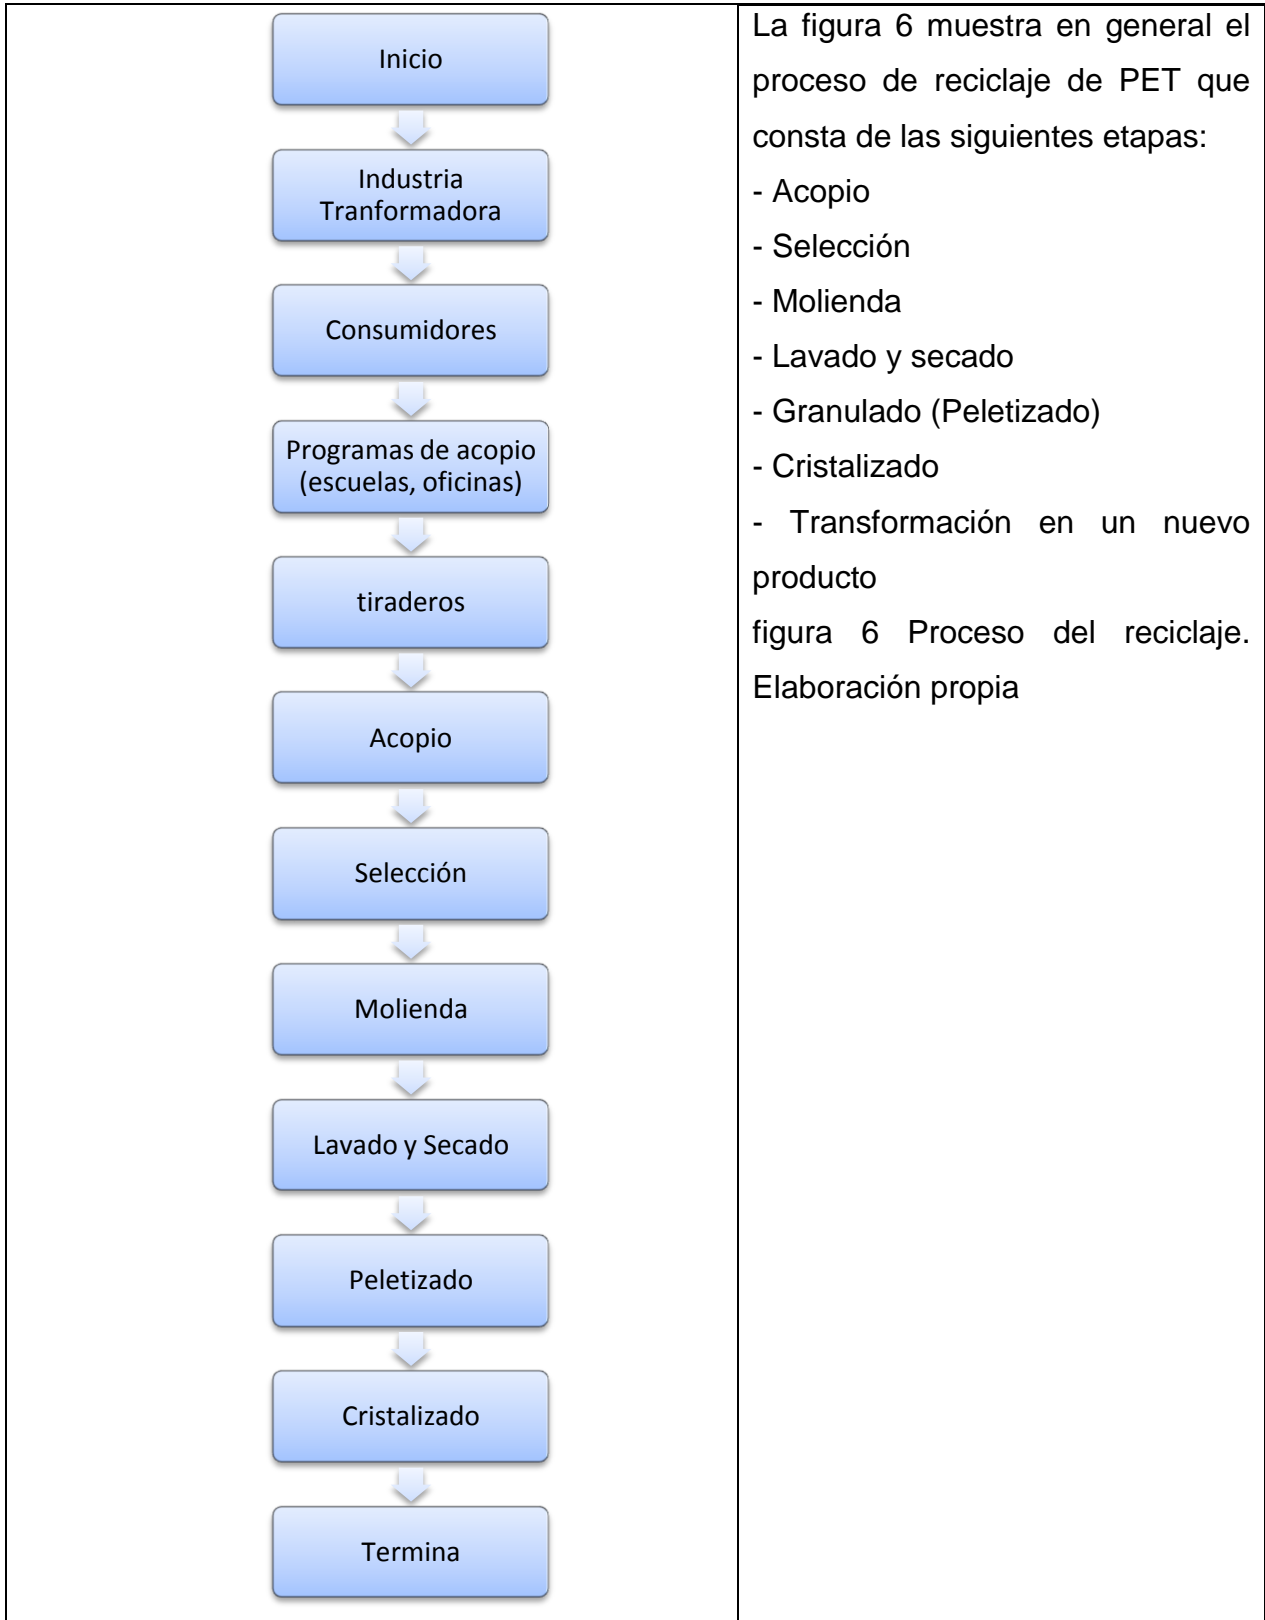 Inicio
Industria
Tranformadora
Consumidores
Programas de acopio
(escuelas, oficinas)
tiraderos
Acopio
Selección
Molienda
Lavado y Secado
Peletizado
Cristalizado
Termina
La figura 6 muestra en general el
proceso de reciclaje de PET que
consta de las siguientes etapas:
- Acopio
- Selección
- Molienda
- Lavado y secado
- Granulado (Peletizado)
- Cristalizado
- Transformación en un nuevo
producto
figura 6 Proceso del reciclaje.
Elaboración propia